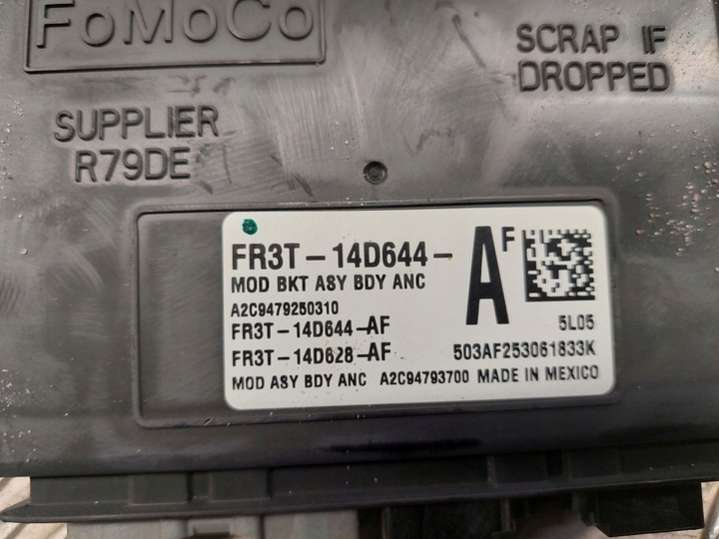 FoMoCo
SCRAP IF
DROPPED
SUPPLIER
R79DE
FR3T-14D644-
AF
MOD BKT ASY BDY ANC
A2C9479250310
FR3T-14D644-AF
5L05
FR3T-14D628-AF
503AF253061833K
MOD ASY BDY ANC A2C94793700 MADE IN MEXICO